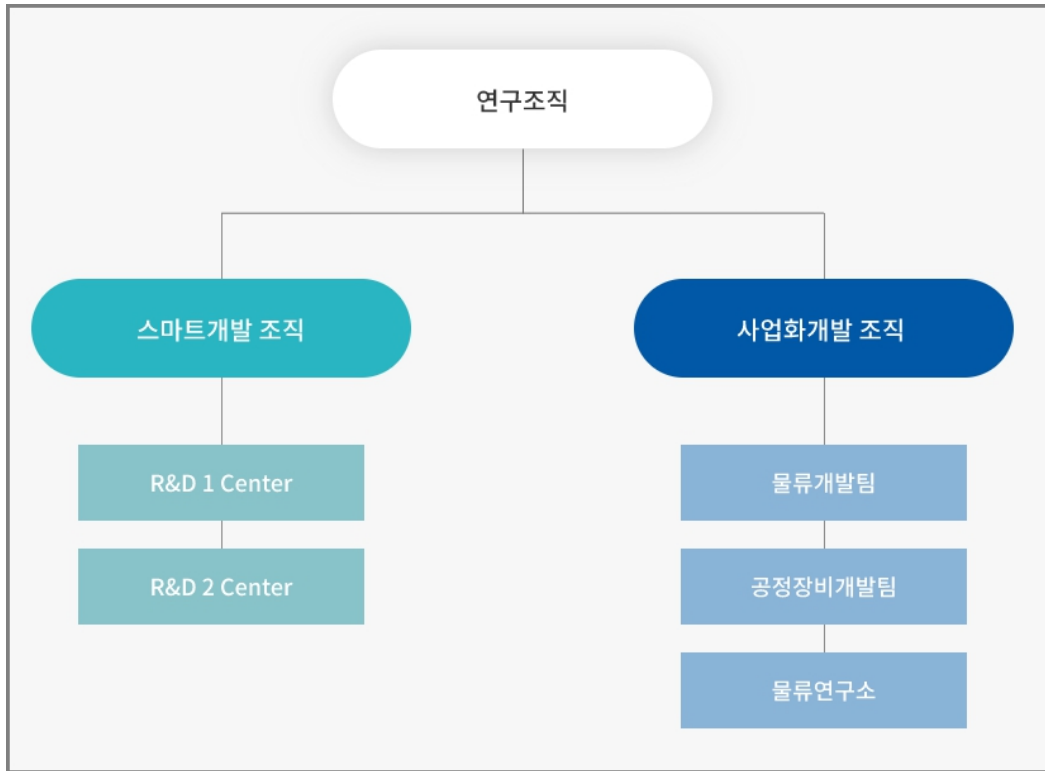 연구조직
스마트개발 조직
사업화개발 조직
R&D 1 Center
물류개발팀
R&D 2 Center
공정장비개발팀
물류연구소